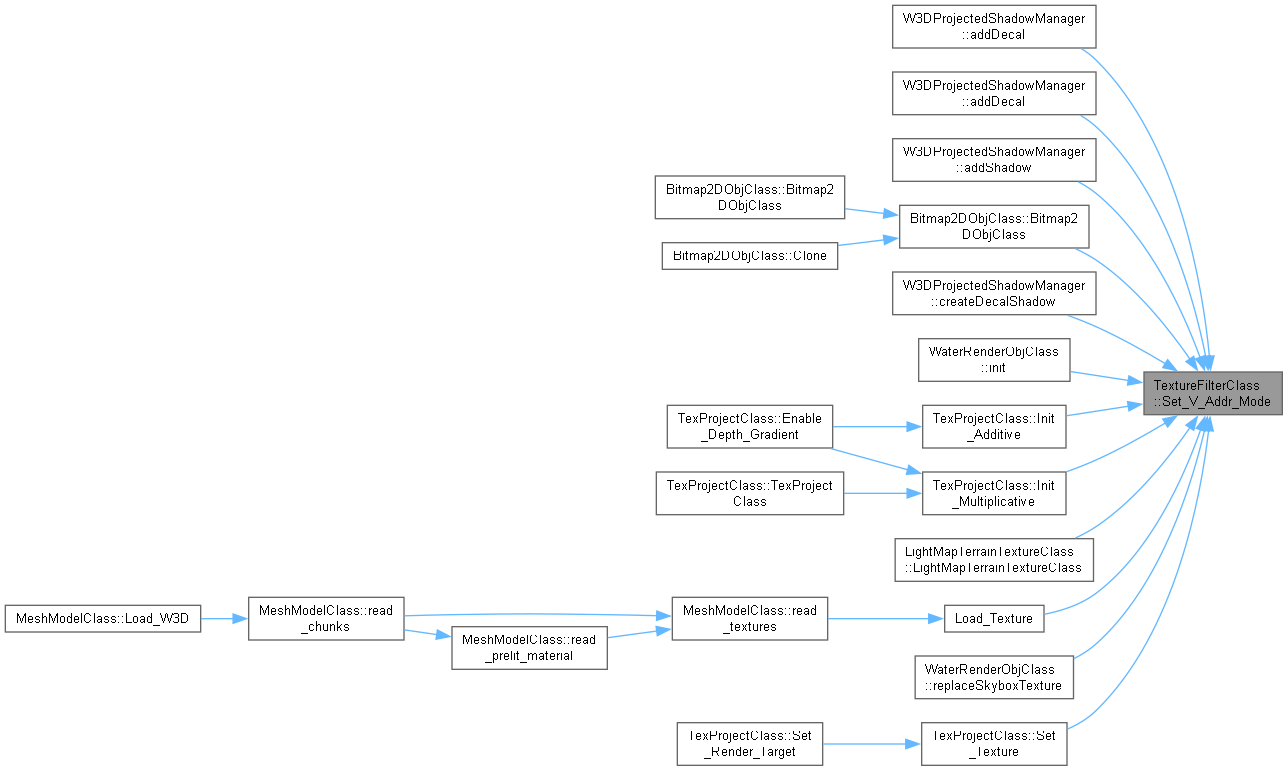 W3DProjectedShadowManager
::addDecal
W3DProjectedShadowManager
::addDecal
W3DProjectedShadowManager
::addShadow
Bitmap2DObjClass::Bitmap2
DObjClass
Bitmap2DObjClass::Bitmap2
DObjClass
Bitmap2DObjClass::Clone
W3DProjectedShadowManager
::createDecalShadow
WaterRenderObjClass
::init
TextureFilterClass
::Set_V_Addr_Mode
TexProjectClass::Enable
_Depth_Gradient
TexProjectClass::Init
_Additive
TexProjectClass::TexProject
Class
TexProjectClass::Init
_Multiplicative
LightMapTerrainTextureClass
::LightMapTerrainTextureClass
MeshModelClass::Load_W3D
MeshModelClass::read
_chunks
MeshModelClass::read
_prelit_material
MeshModelClass::read
_textures
Load_Texture
WaterRenderObjClass
::replaceSkyboxTexture
TexProjectClass::Set
_Render_Target
TexProjectClass::Set
_Texture